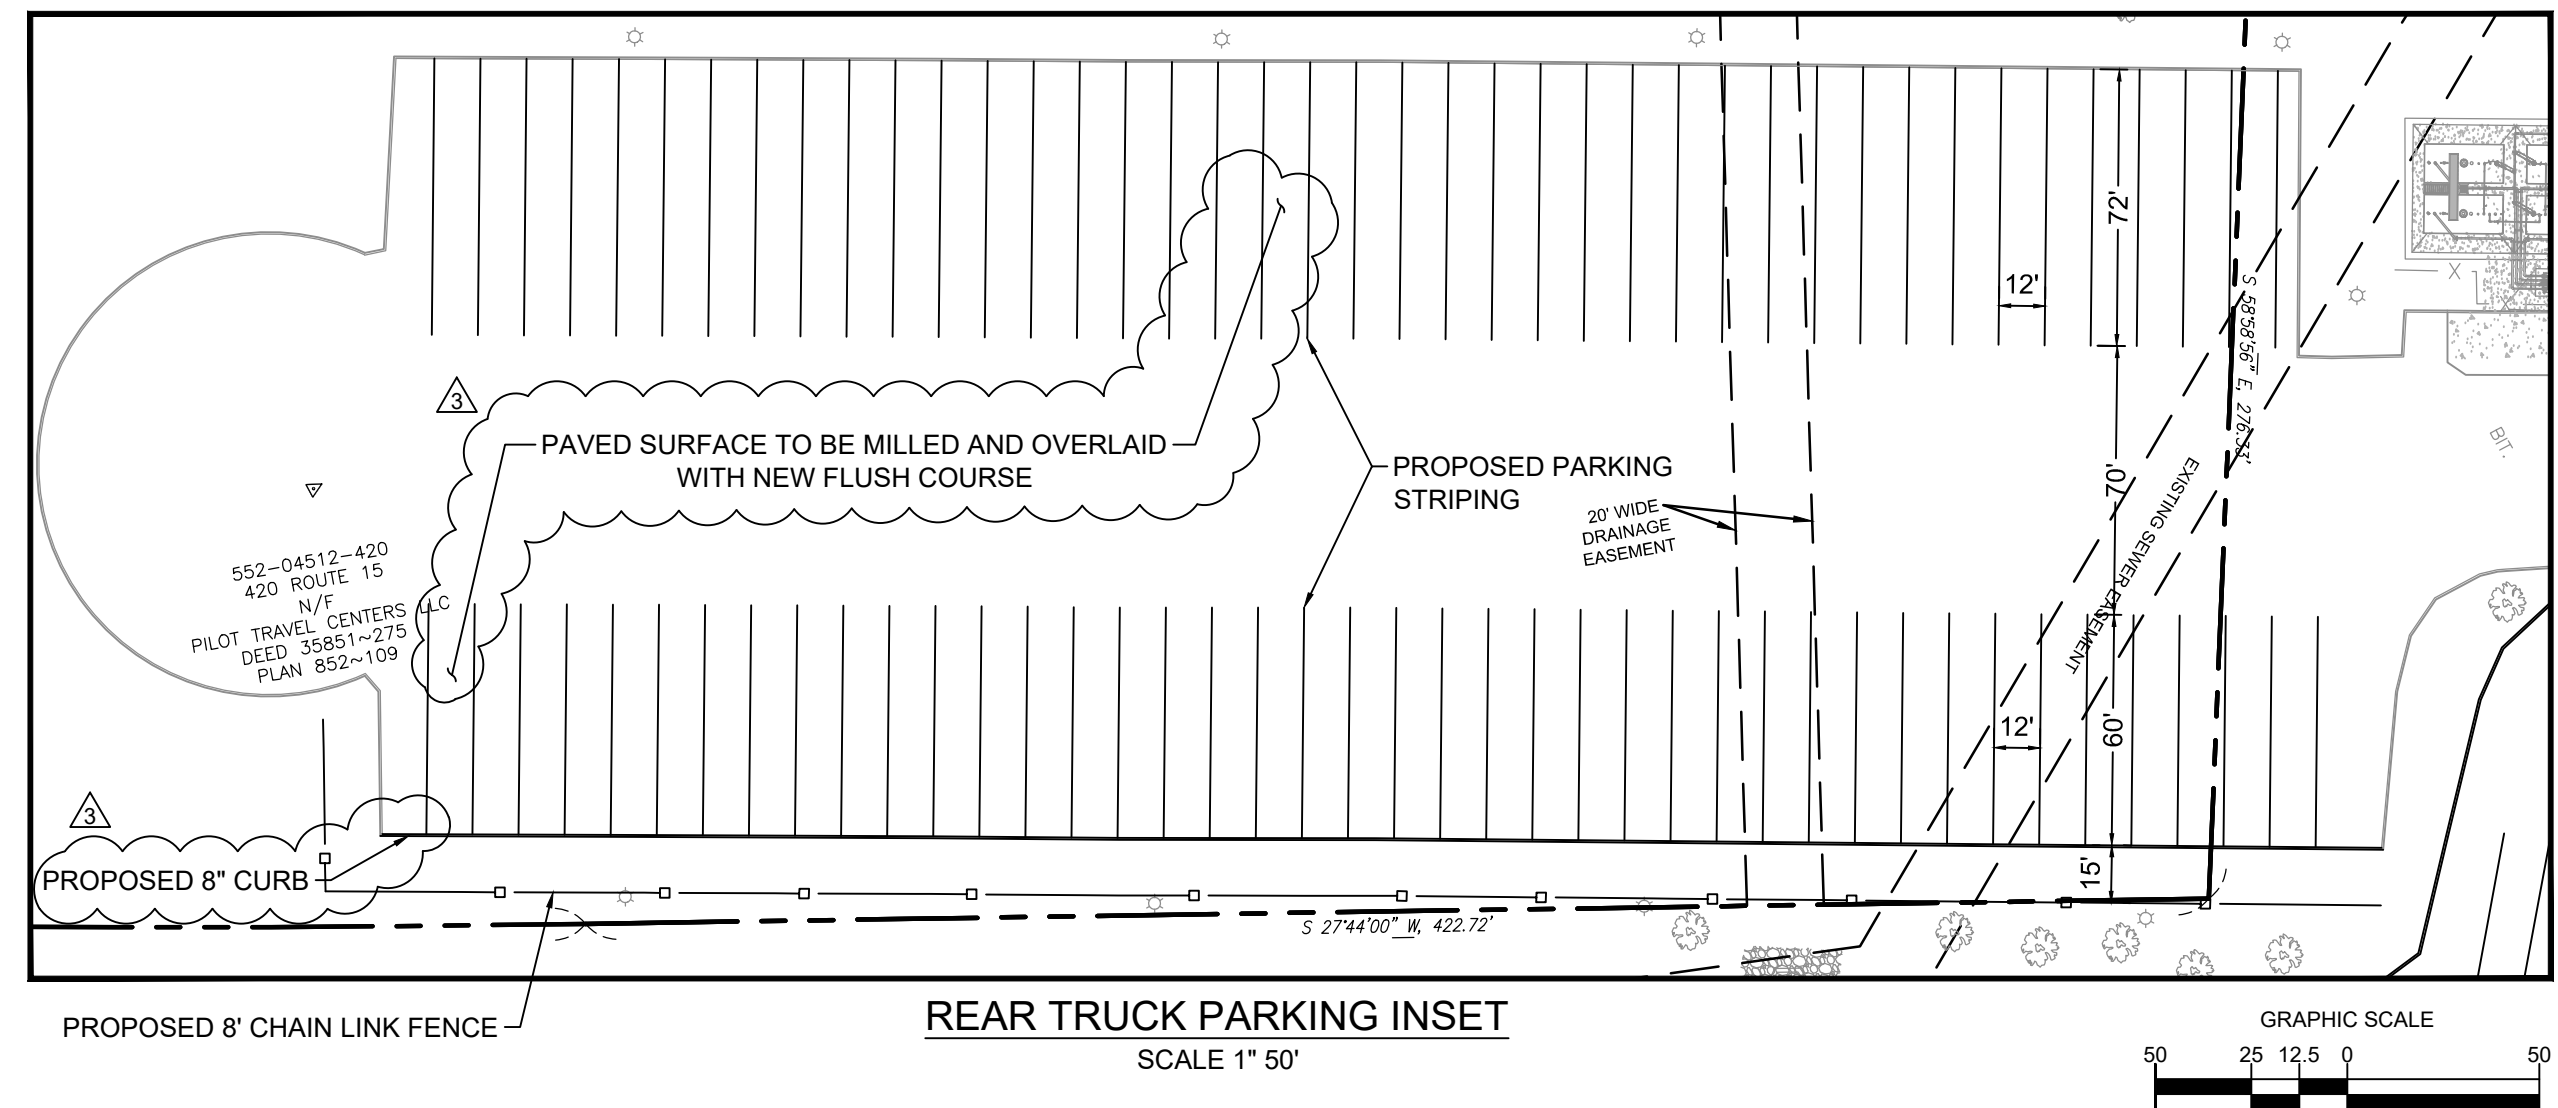 72'
12'
S 58°58'56" E, 276.33'
3
PAVED SURFACE TO BE MILLED AND OVERLAID
WITH NEW FLUSH COURSE
PROPOSED PARKING
STRIPING
20' WIDE
DRAINAGE
EASEMENT
70'
EXISTING SEWER EASEMENT
BIT.
X
552-04512-420
420 ROUTE 15
N/F
PILOT TRAVEL CENTERS LLC
DEED 35851~275
PLAN 852~109
12'
60'
3
PROPOSED 8" CURB
15'
S 27°44'00" W, 422.72'
PROPOSED 8' CHAIN LINK FENCE
REAR TRUCK PARKING INSET
SCALE 1" 50'
GRAPHIC SCALE
50 25 12.5 0 50